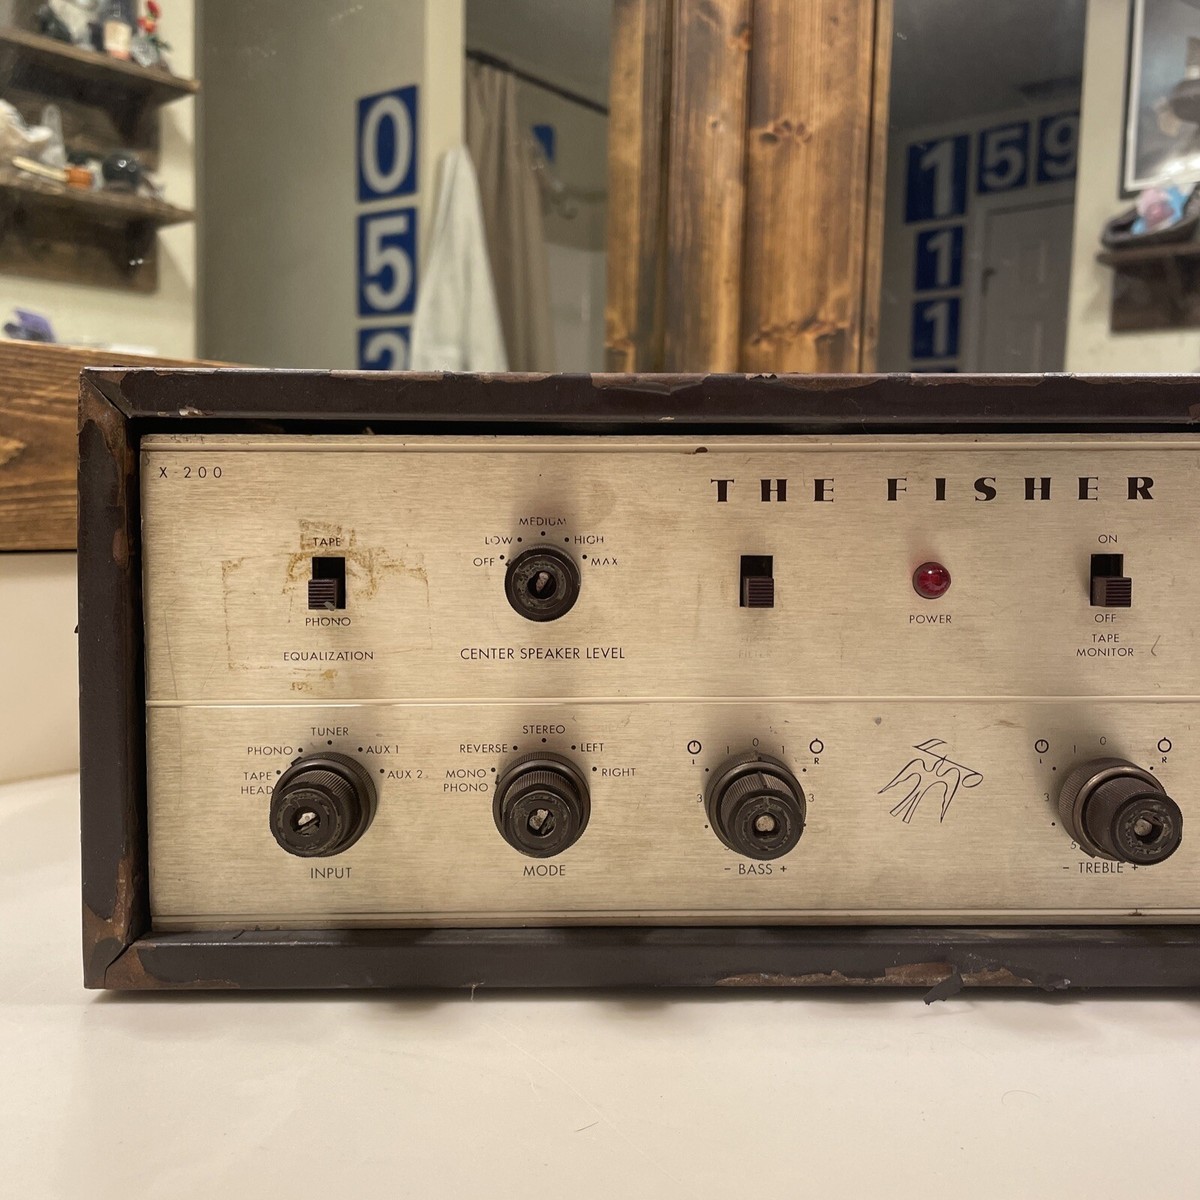 0
5
2
1 5 9
1
1
X-200
THE FISHER
TAPE
PHONO
EQUALIZATION
OFF LOW MEDIUM HIGH MAX
CENTER SPEAKER LEVEL
POWER
ON
OFF
TAPE
MONITOR
TUNER
PHONO AUX 1
TAPE
HEAD
AUX 2
INPUT
STEREO
REVERSE LEFT
MONO
PHONO
RIGHT
MODE
1 0 1
L R
3 3
- BASS +
1 0
L R
3
5
- TREBLE +